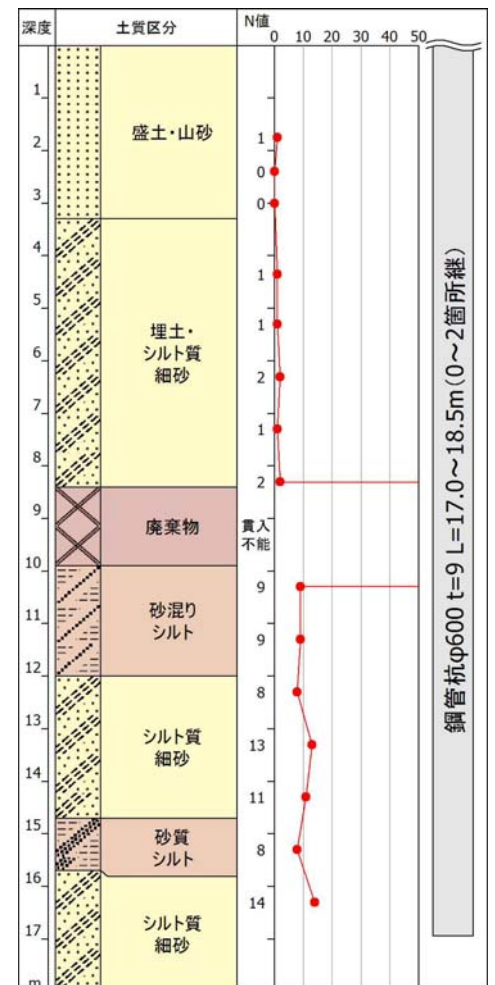 深度
土質区分
N値
0 10 20 30 40 50
1
2
3
4
5
6
7
8
9
10
11
12
13
14
15
16
17
m
盛土・山砂
埋土・
シルト質
細砂
廃棄物
砂混り
シルト
シルト質
細砂
砂質
シルト
シルト質
細砂
1
0
0
1
1
2
1
2
貫入
不能
9
9
8
13
11
8
14
鋼管杭φ600 t=9 L=17.0～18.5m(0～2箇所継)